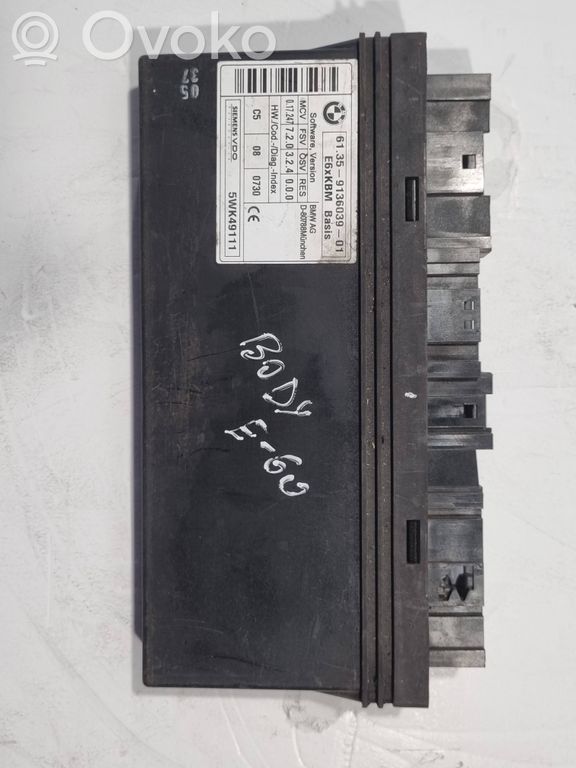 Ovoko
05
37
61.35-9136039-01
E6xKBM Basis
Software, Version BMW AG
MCV FSV OSV RES D-80788München
0.17.247 7.2.0 3.2.4 0.0.0
HW./Cod.-/Diag.-Index
C5 08 0730 CE
SIEMENS VDO 5WK49111
BODY
E-60